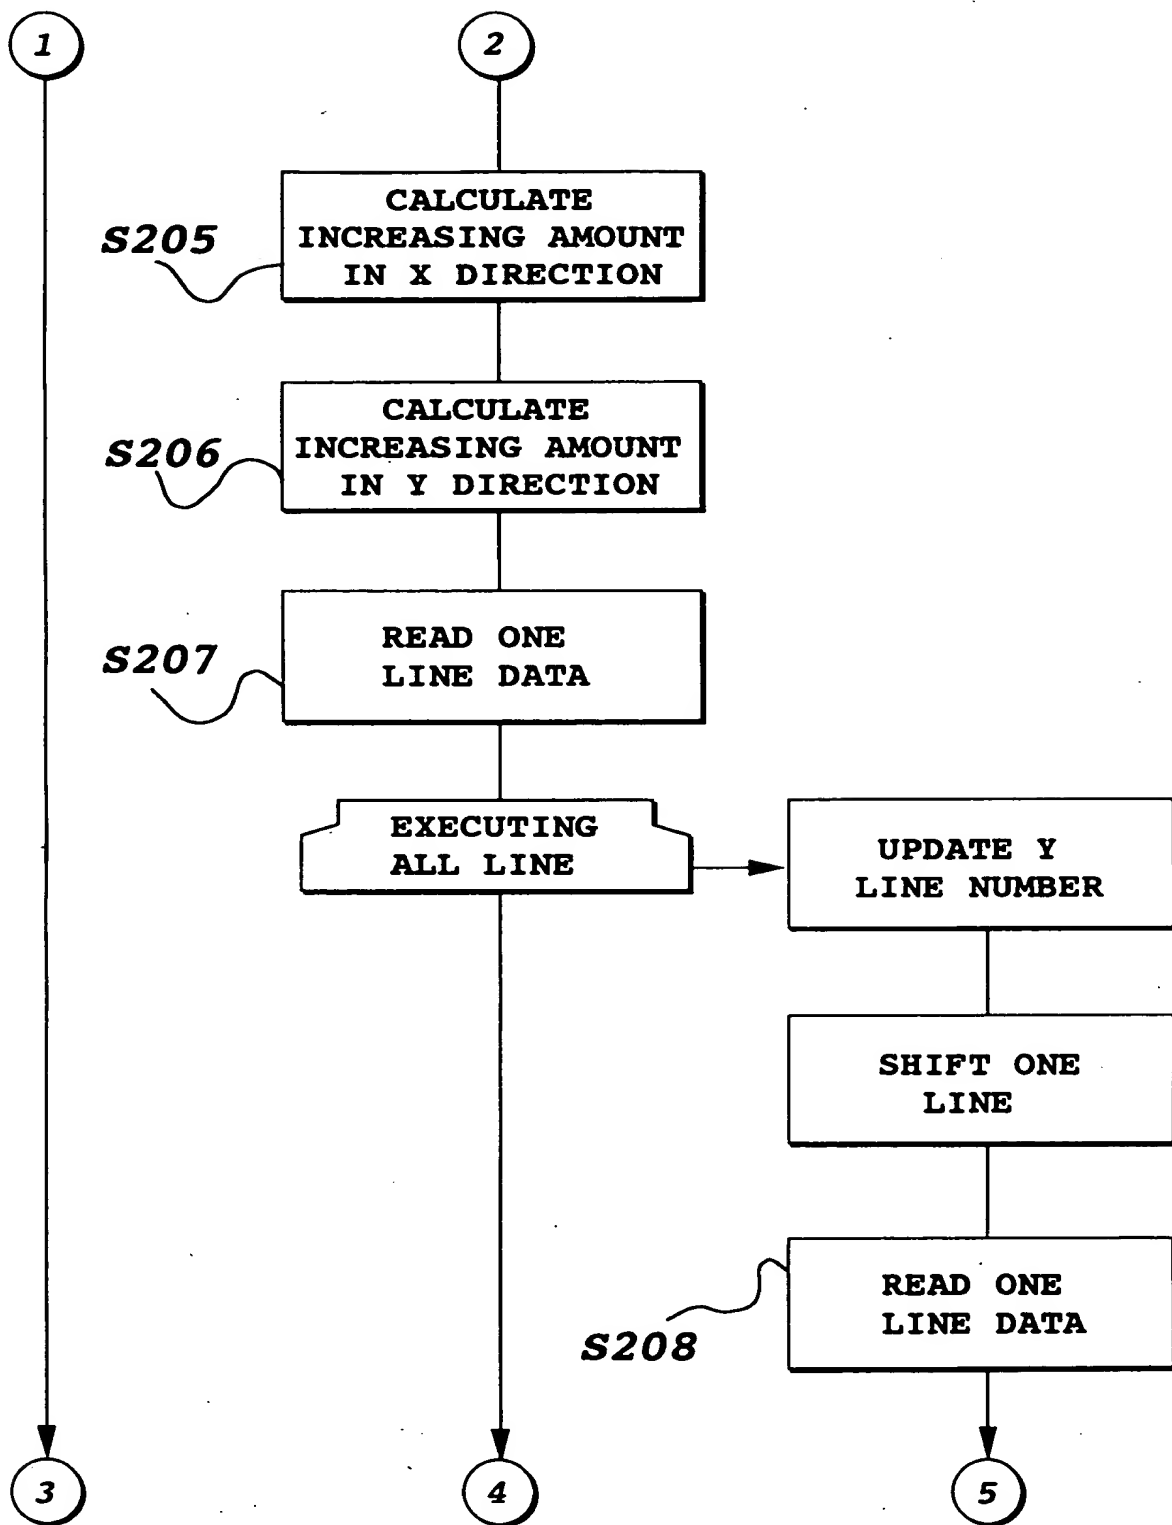 1
2
CALCULATE
INCREASING AMOUNT
IN X DIRECTION
S205
CALCULATE
INCREASING AMOUNT
IN Y DIRECTION
S206
READ ONE
LINE DATA
S207
EXECUTING
ALL LINE
UPDATE Y
LINE NUMBER
SHIFT ONE
LINE
READ ONE
LINE DATA
S208
3
4
5